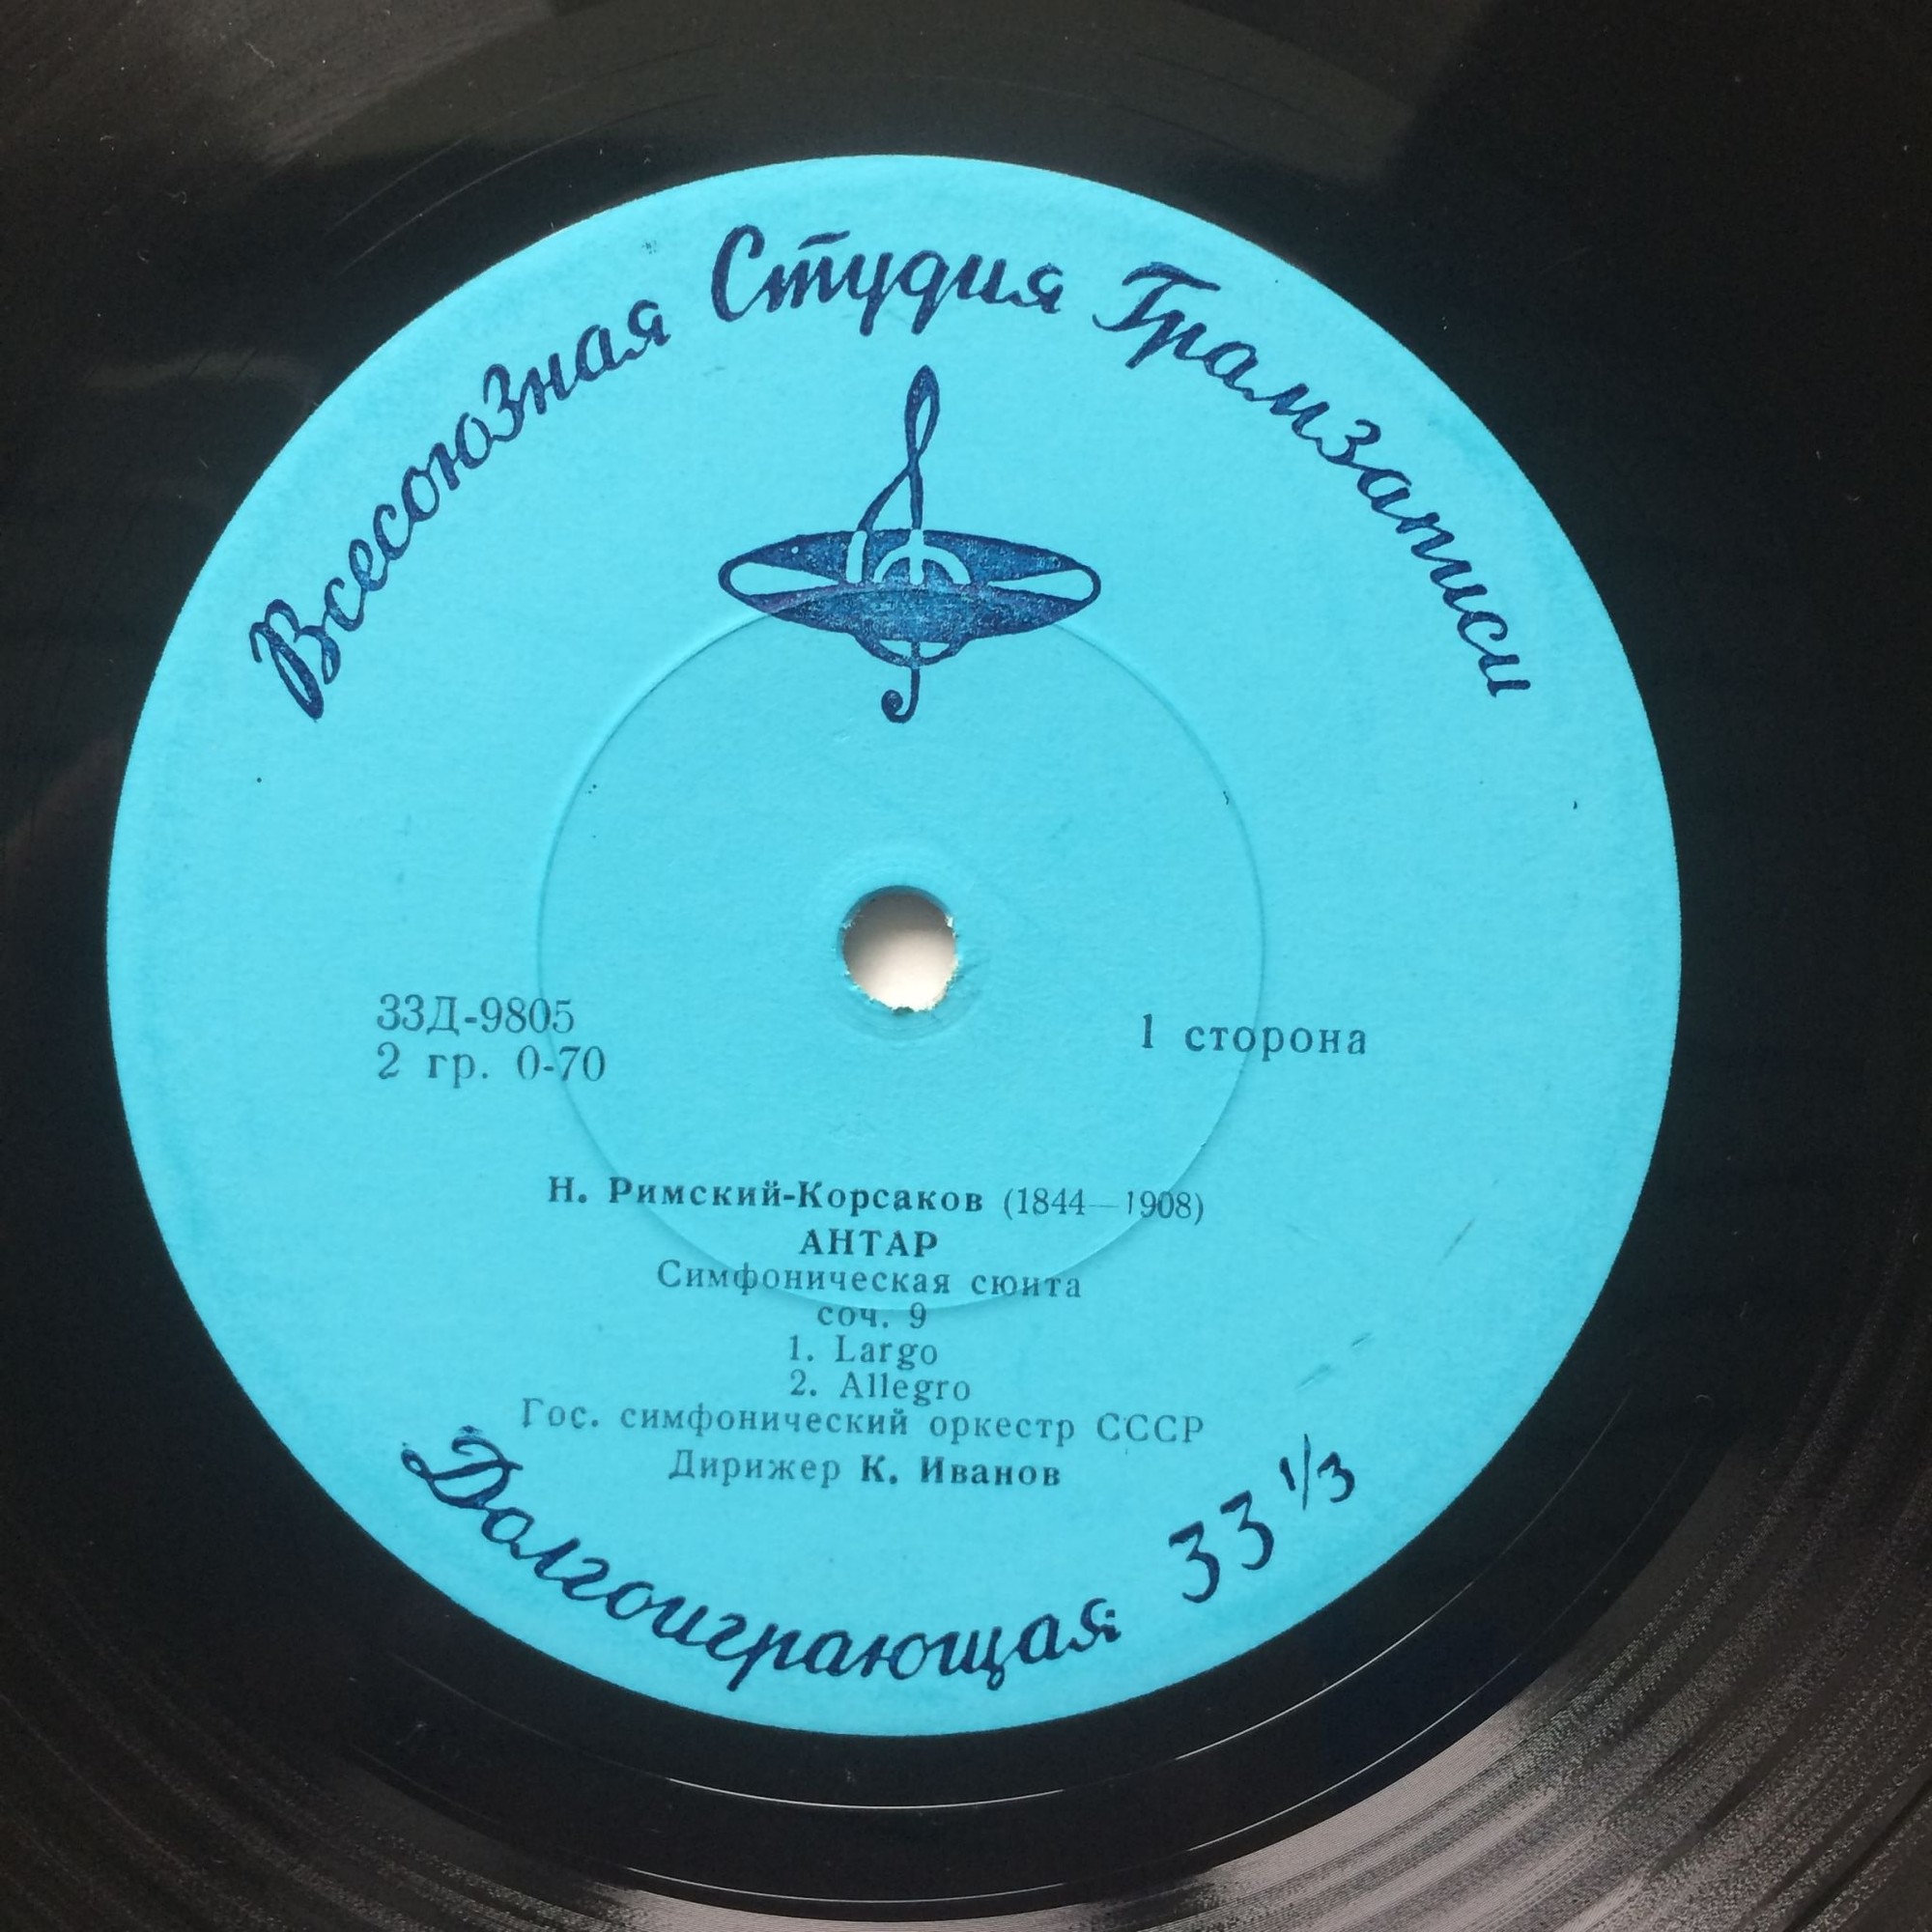 Всесоюзная Студия Грамзаписи
33Д-9805
2 гр. 0-70
1 сторона
Н. Римский-Корсаков (1844—1908)
АНТАР
Симфоническая сюита
соч. 9
1. Largo
2. Allegro
Гос. симфонический оркестр СССР
Дирижер К. Иванов
Долгоиграющая 33 1/3